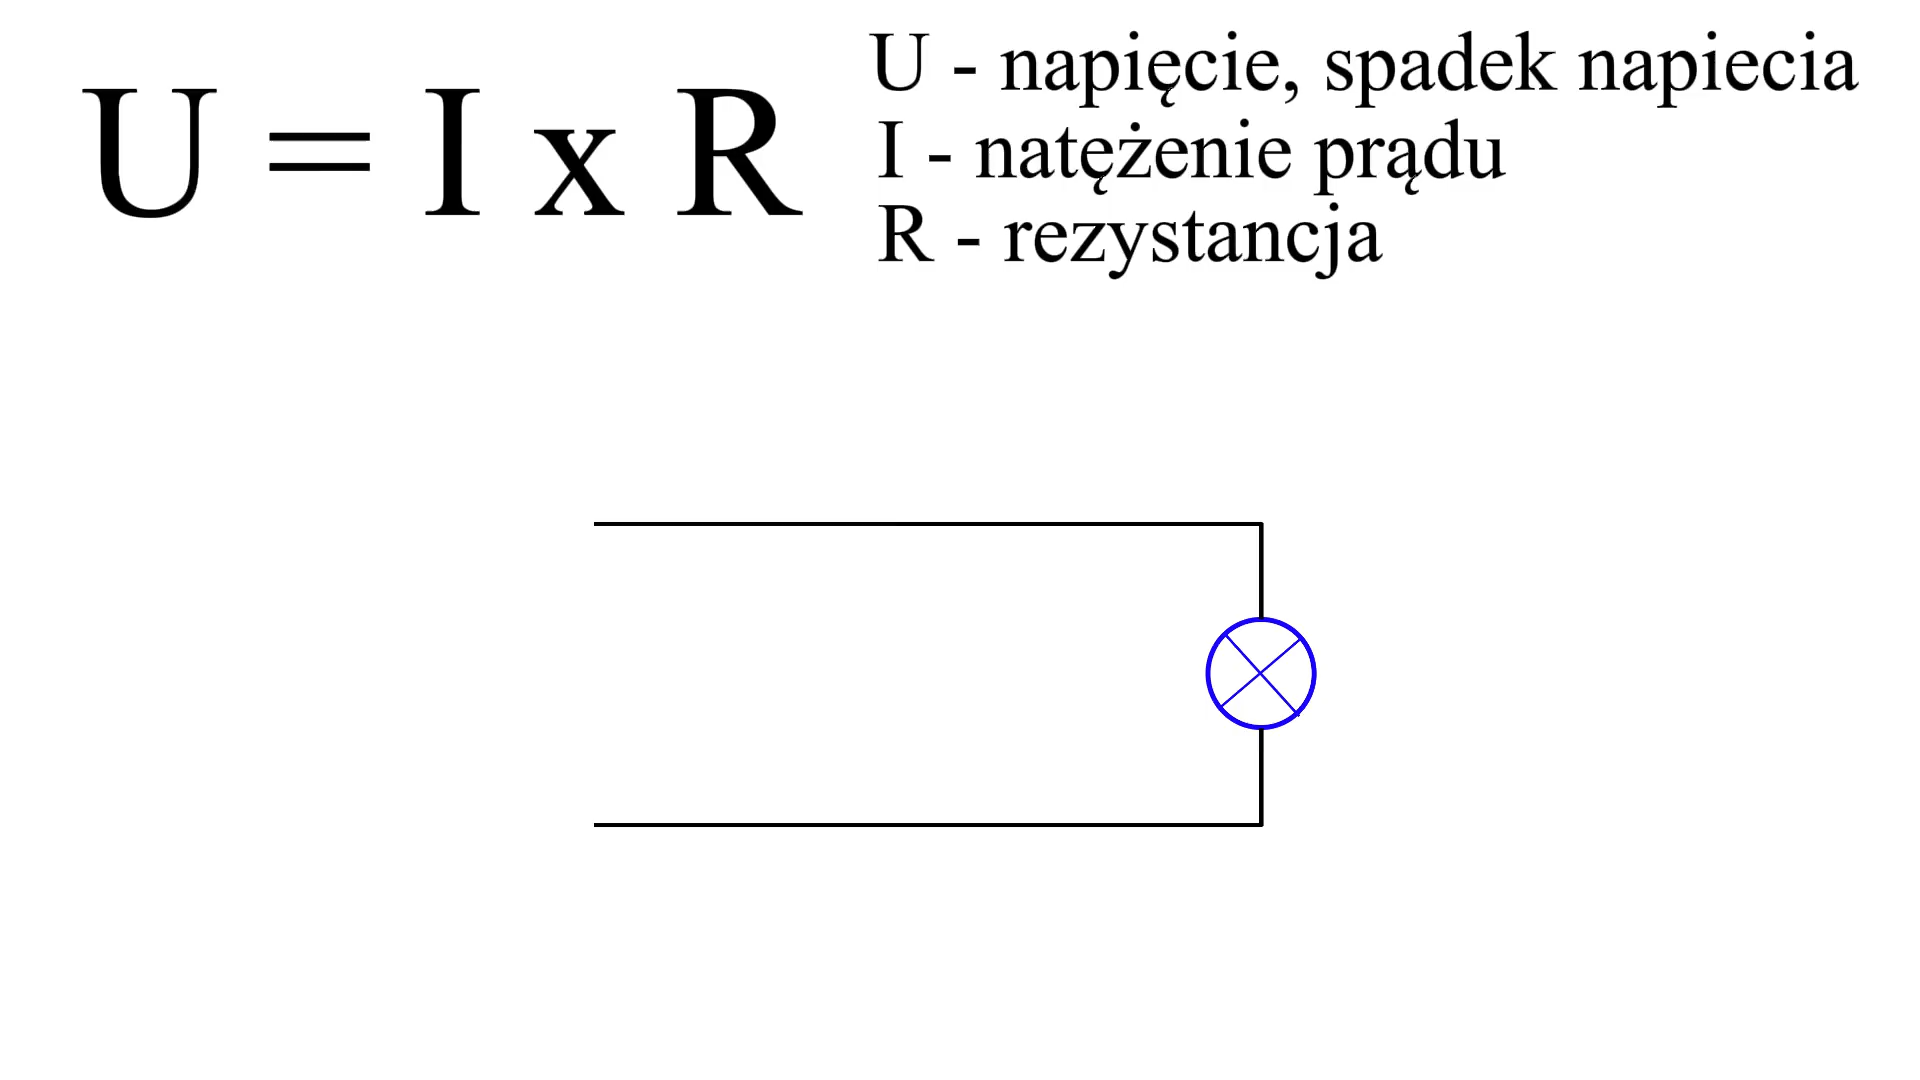 U = I x R
U - napięcie, spadek napiecia
I - natężenie prądu
R - rezystancja